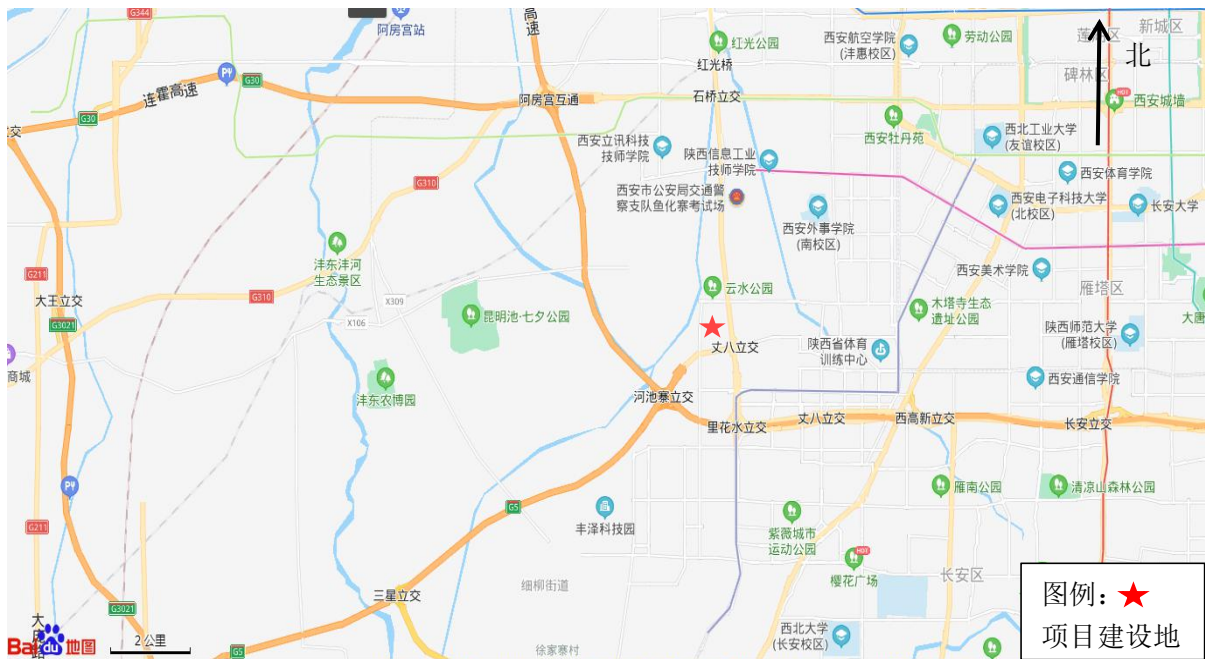 G344
阿房宫站
高速
红光公园
红光桥
西安航空学院
(沣惠校区)
劳动公园
新城区
北
碑林区
连霍高速
G30
G30
阿房宫互通
石桥立交
HOT
西安城墙
立交
西安牡丹苑
西安立讯科技
技师学院
陕西信息工业
技师学院
西北工业大学
(友谊校区)
G310
西安市公安局交通警
察支队鱼化寨考试场
西安体育学院
西安外事学院
(南校区)
西安电子科技大学
(北校区)
长安大学
沣东沣河
生态景区
西安美术学院
G211
大王立交
G310
X309
云水公园
雁塔区
G3021
X106
昆明池·七夕公园
木塔寺生态
遗址公园
大唐
陕西师范大学
(雁塔校区)
丈八立交
陕西省体育
训练中心
商城
西安通信学院
沣东农博园
河池寨立交
里花水立交
丈八立交
西高新立交
长安立交
雁南公园
清凉山森林公园
G5
丰泽科技园
紫薇城市
运动公园
G211
HOT
樱花广场
长安区
细柳街道
三星立交
G3021
图例：★
项目建设地
2公里
Bai du 地图
G5
徐家寨村
西北大学
(长安校区)